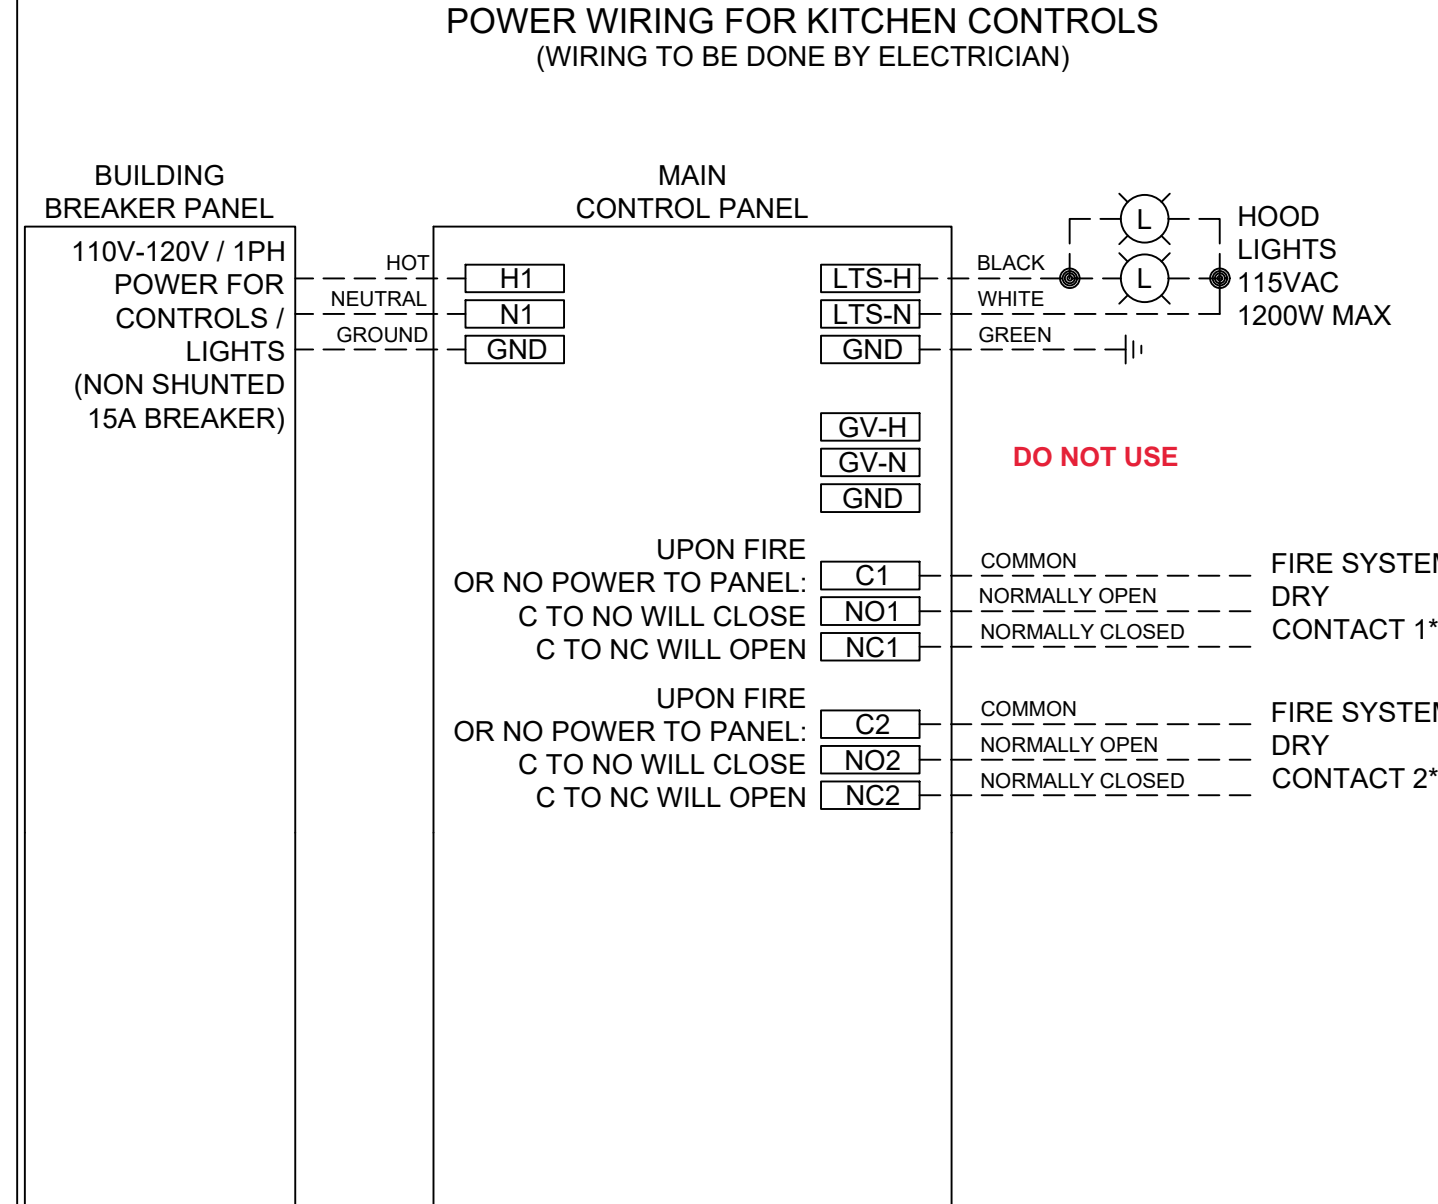 POWER WIRING FOR KITCHEN CONTROLS
(WIRING TO BE DONE BY ELECTRICIAN)
BUILDING
BREAKER PANEL
MAIN
CONTROL PANEL
110V-120V / 1PH
POWER FOR
CONTROLS /
LIGHTS
(NON SHUNTED
15A BREAKER)
HOT
NEUTRAL
GROUND
H1
N1
GND
LTS-H
LTS-N
GND
BLACK
WHITE
GREEN
L
L
HOOD
LIGHTS
115VAC
1200W MAX
GV-H
GV-N
GND
DO NOT USE
UPON FIRE
OR NO POWER TO PANEL:
C TO NO WILL CLOSE
C TO NC WILL OPEN
C1
NO1
NC1
COMMON
NORMALLY OPEN
NORMALLY CLOSED
FIRE SYSTEM
DRY
CONTACT 1*
UPON FIRE
OR NO POWER TO PANEL:
C TO NO WILL CLOSE
C TO NC WILL OPEN
C2
NO2
NC2
COMMON
NORMALLY OPEN
NORMALLY CLOSED
FIRE SYSTEM
DRY
CONTACT 2*